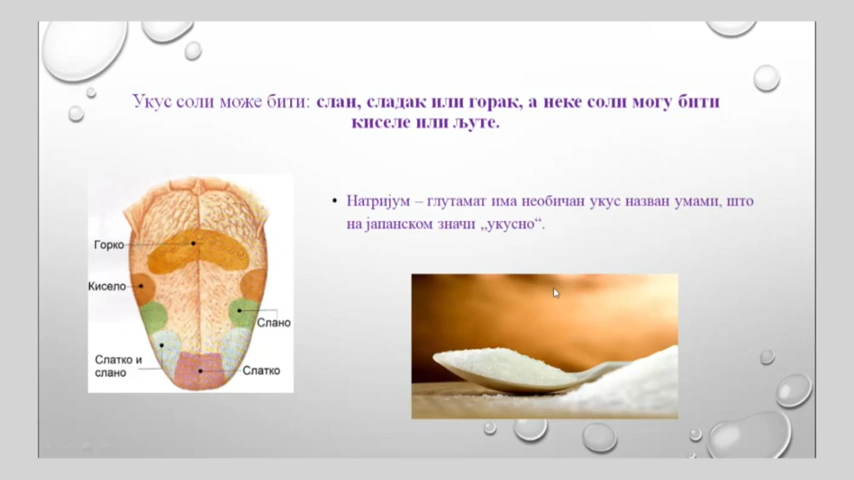 Укус соли може бити: слан, сладак или горак, а неке соли могу бити
киселе или љуте.
• Натријум – глутамат има необичан укус назван умами, што
на јапанском значи „укусно“.
Горко
Кисело
Слано
Слатко и
слано
Слатко